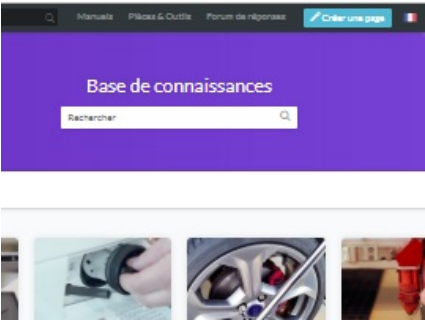 Manuels Pièces & Outils Forum de réponses Créer une page
Base de connaissances
Rechercher